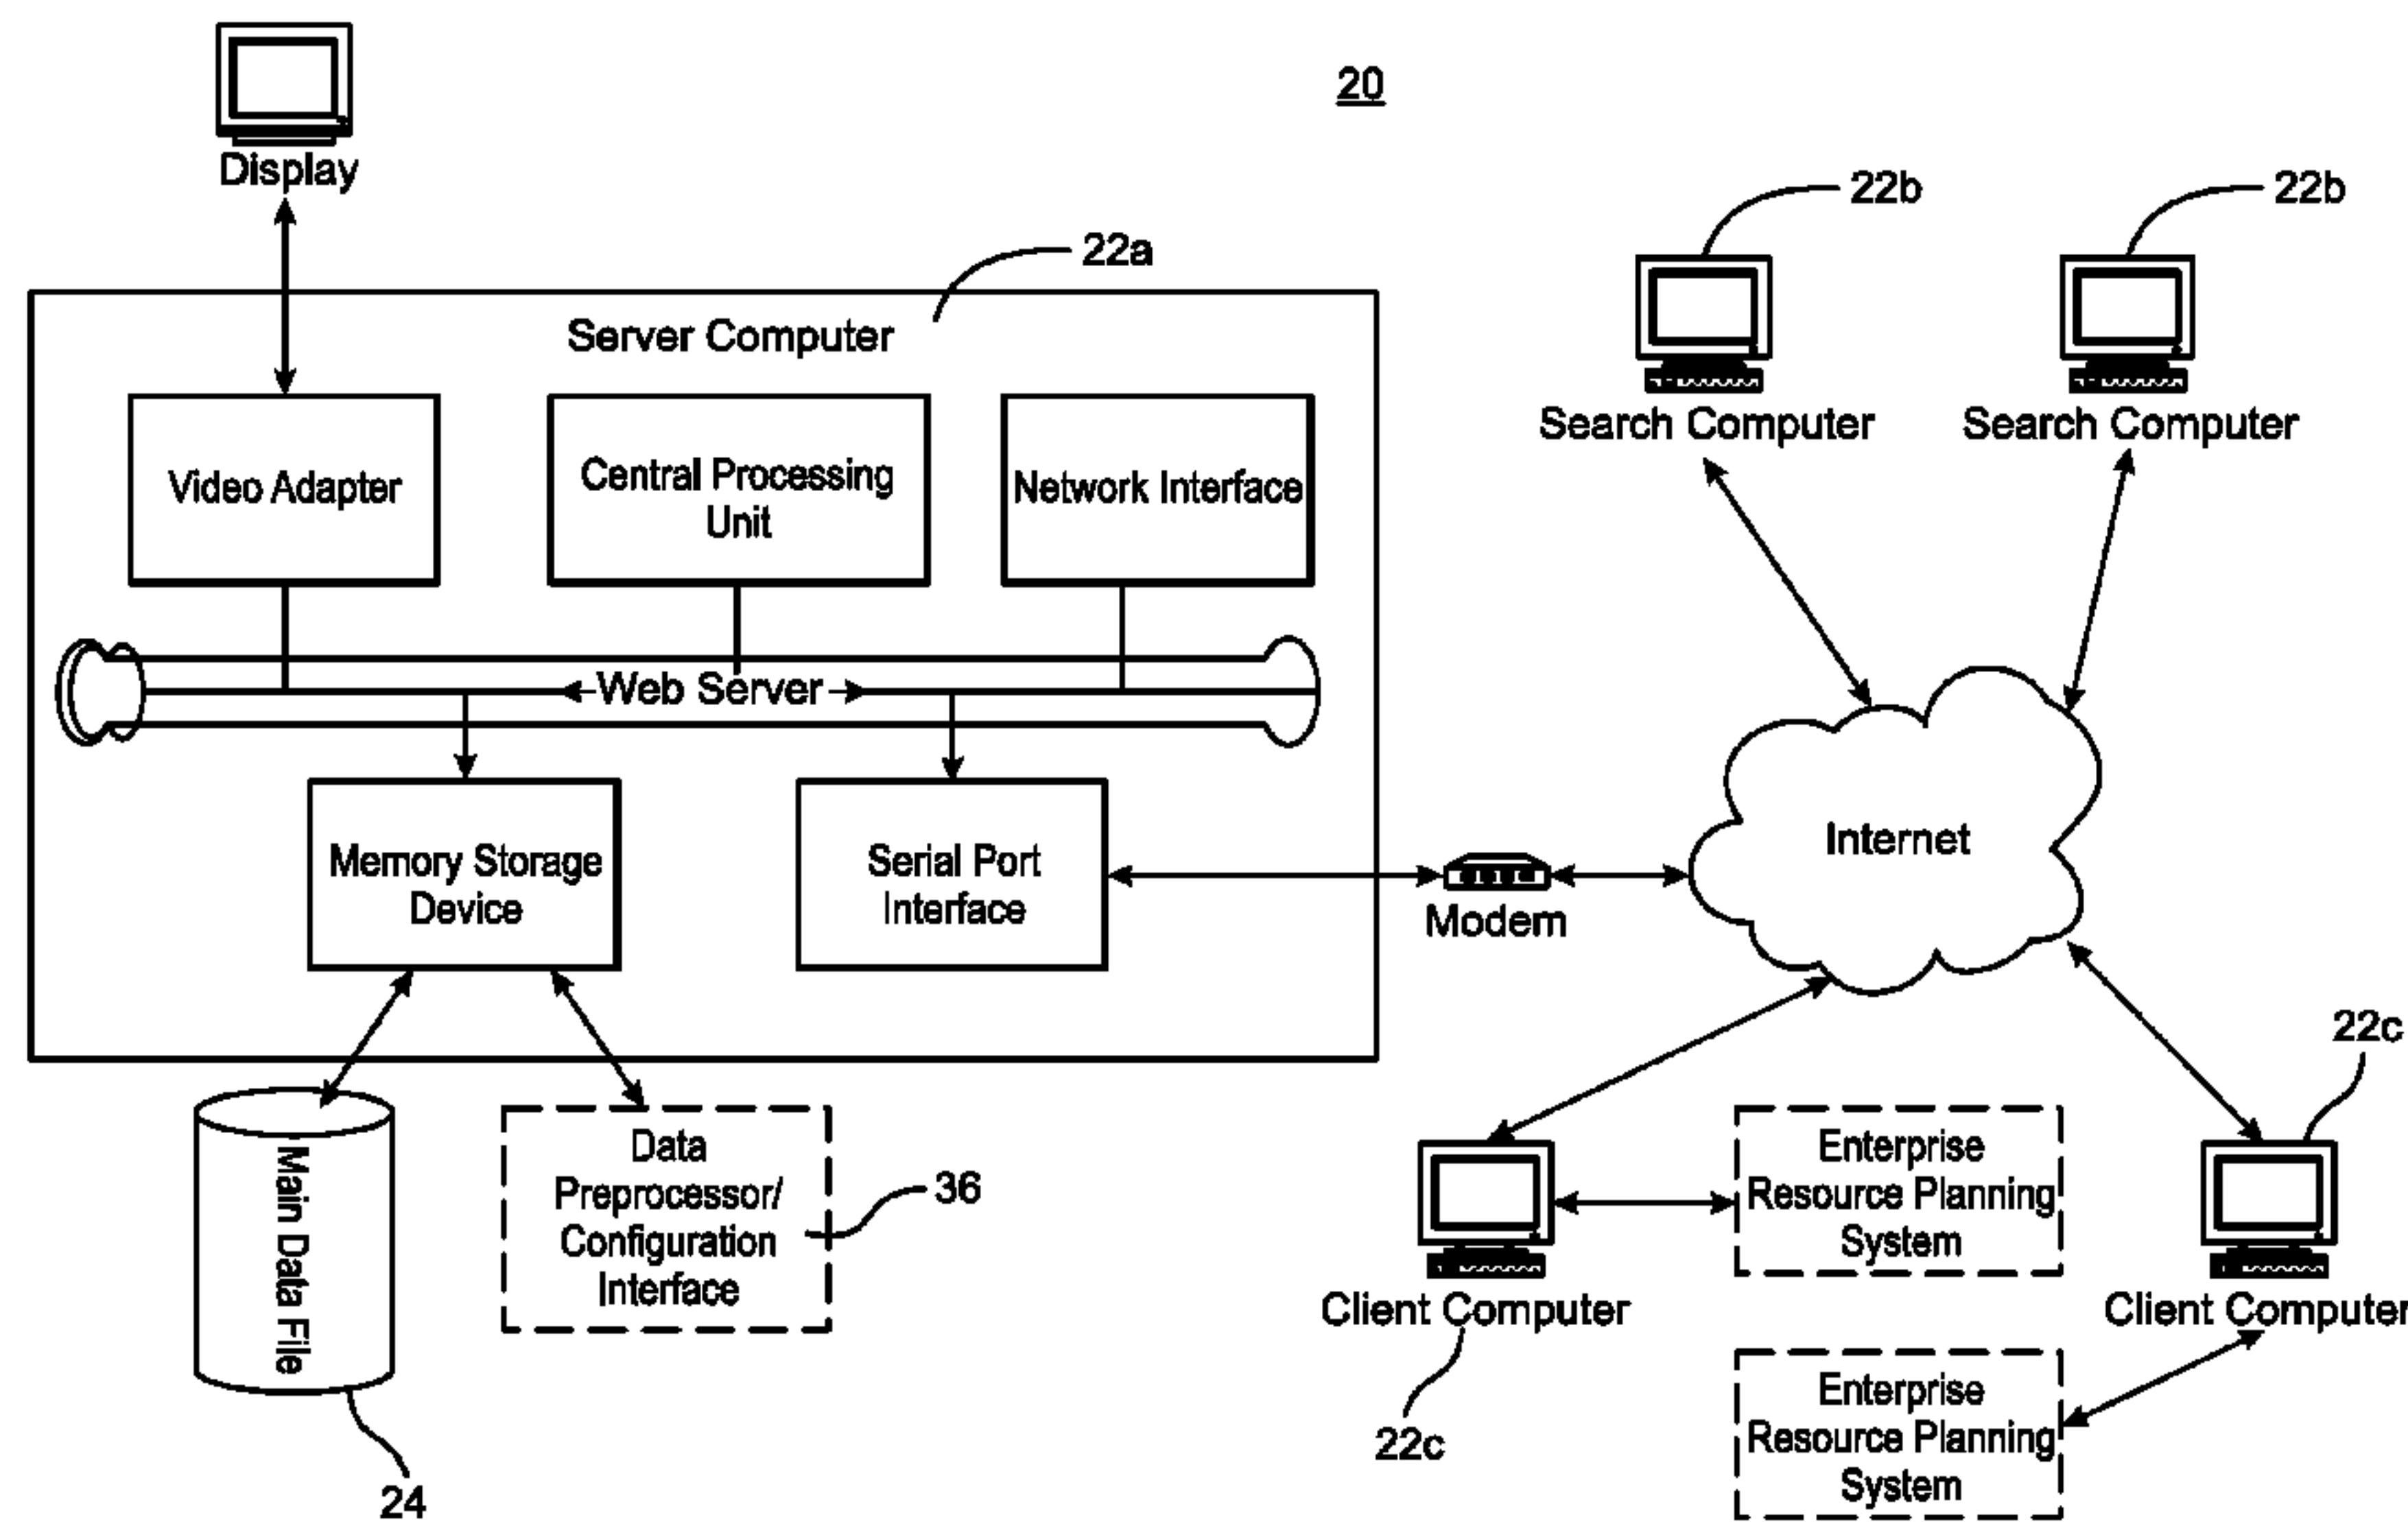 20
Display
22a
22b
22b
Server Computer
Search Computer
Search Computer
Video Adapter
Central Processing
Unit
Network Interface
Web Server
Memory Storage
Device
Serial Port
Interface
Modem
Internet
Main Data File
24
Data
Preprocessor/
Configuration
Interface
36
Client Computer
22c
Enterprise
Resource Planning
System
22c
Client Computer
Enterprise
Resource Planning
System